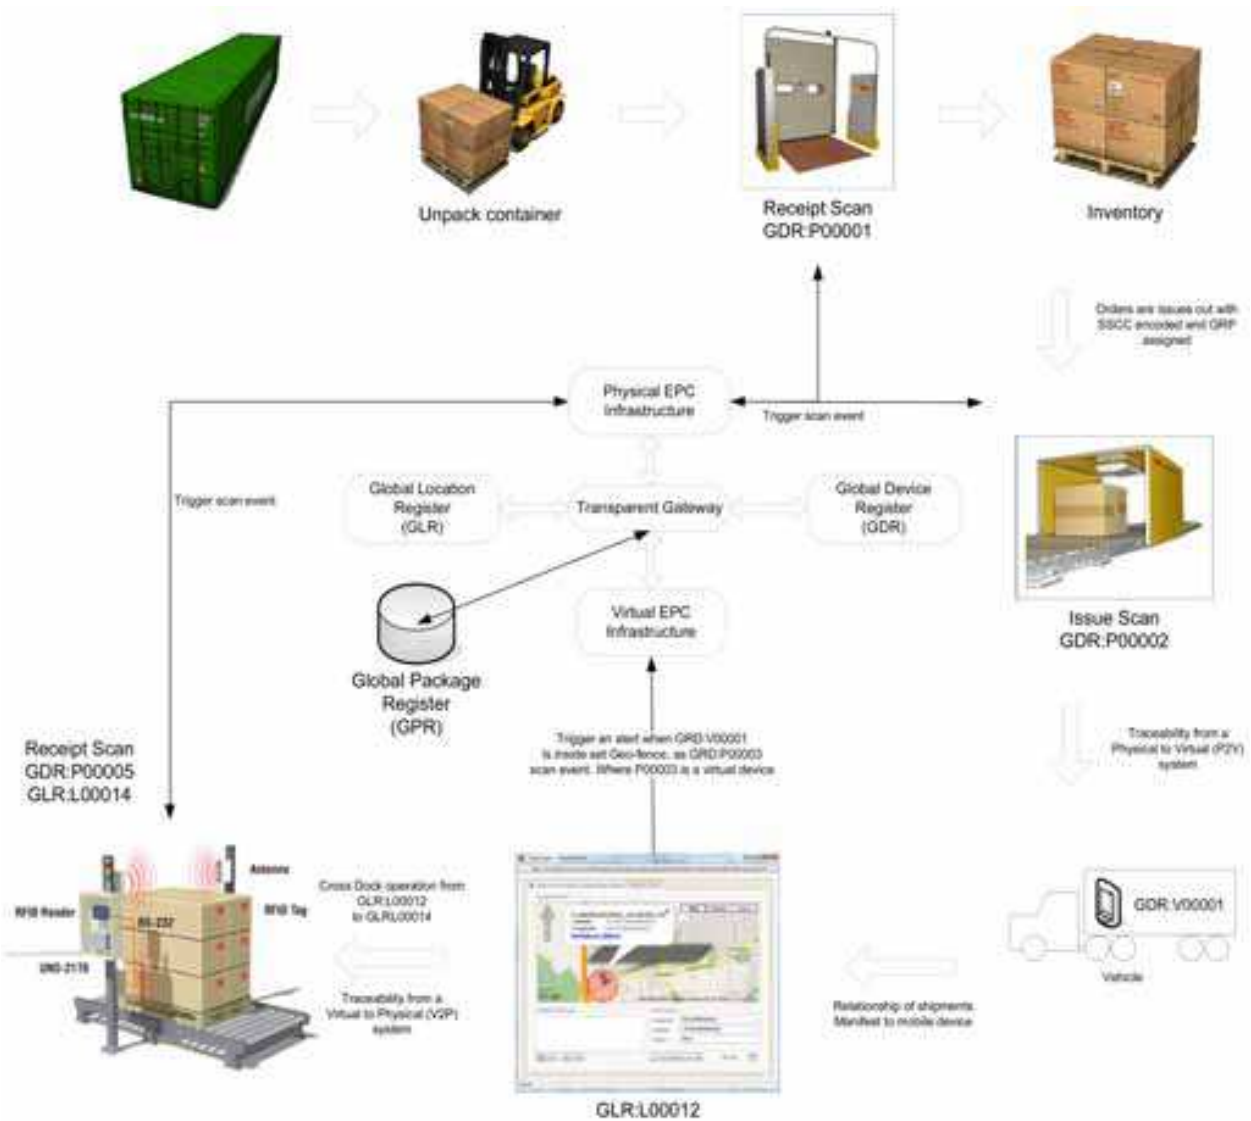 Unpack container
Receipt Scan
GDR:P00001
Inventory
Orders are issues out with
SSCC encoded and GRP
assigned
Physical EPC
Infrastructure
Trigger scan event
Trigger scan event
Global Location
Register
(GLR)
Transparent Gateway
Global Device
Register
(GDR)
Virtual EPC
Infrastructure
Issue Scan
GDR:P00002
Global Package
Register
(GPR)
Trigger an alert when GRD:V00001
Is inside set Geo-fence, as GRD:P00003
scan event. Where P00003 is a virtual device
Traceability from a
Physical to Virtual (P2V)
system
Receipt Scan
GDR:P00005
GLR:L00014
Antenna
RFID Reader
RS-232
RFID Tag
UNO-2170
Cross Dock operation from
GLR:L00012
to GLRL00014
Traceability from a
Virtual to Physical (V2P)
system
GDR:V00001
Vehicle
Relationship of shipments
Manifest to mobile device
GLR:L00012